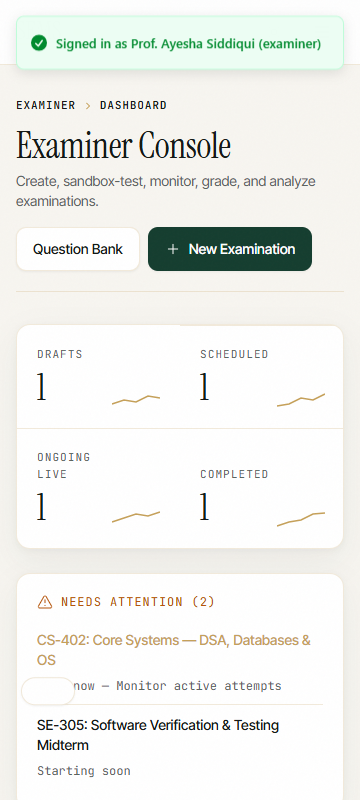 Signed in as Prof. Ayesha Siddiqui (examiner)
EXAMINER > DASHBOARD
Examiner Console
Create, sandbox-test, monitor, grade, and analyze
examinations.
Question Bank
+ New Examination
DRAFTS
1
SCHEDULED
1
ONGOING
LIVE
1
COMPLETED
1
NEEDS ATTENTION (2)
CS-402: Core Systems — DSA, Databases &
OS
now — Monitor active attempts
SE-305: Software Verification & Testing
Midterm
Starting soon